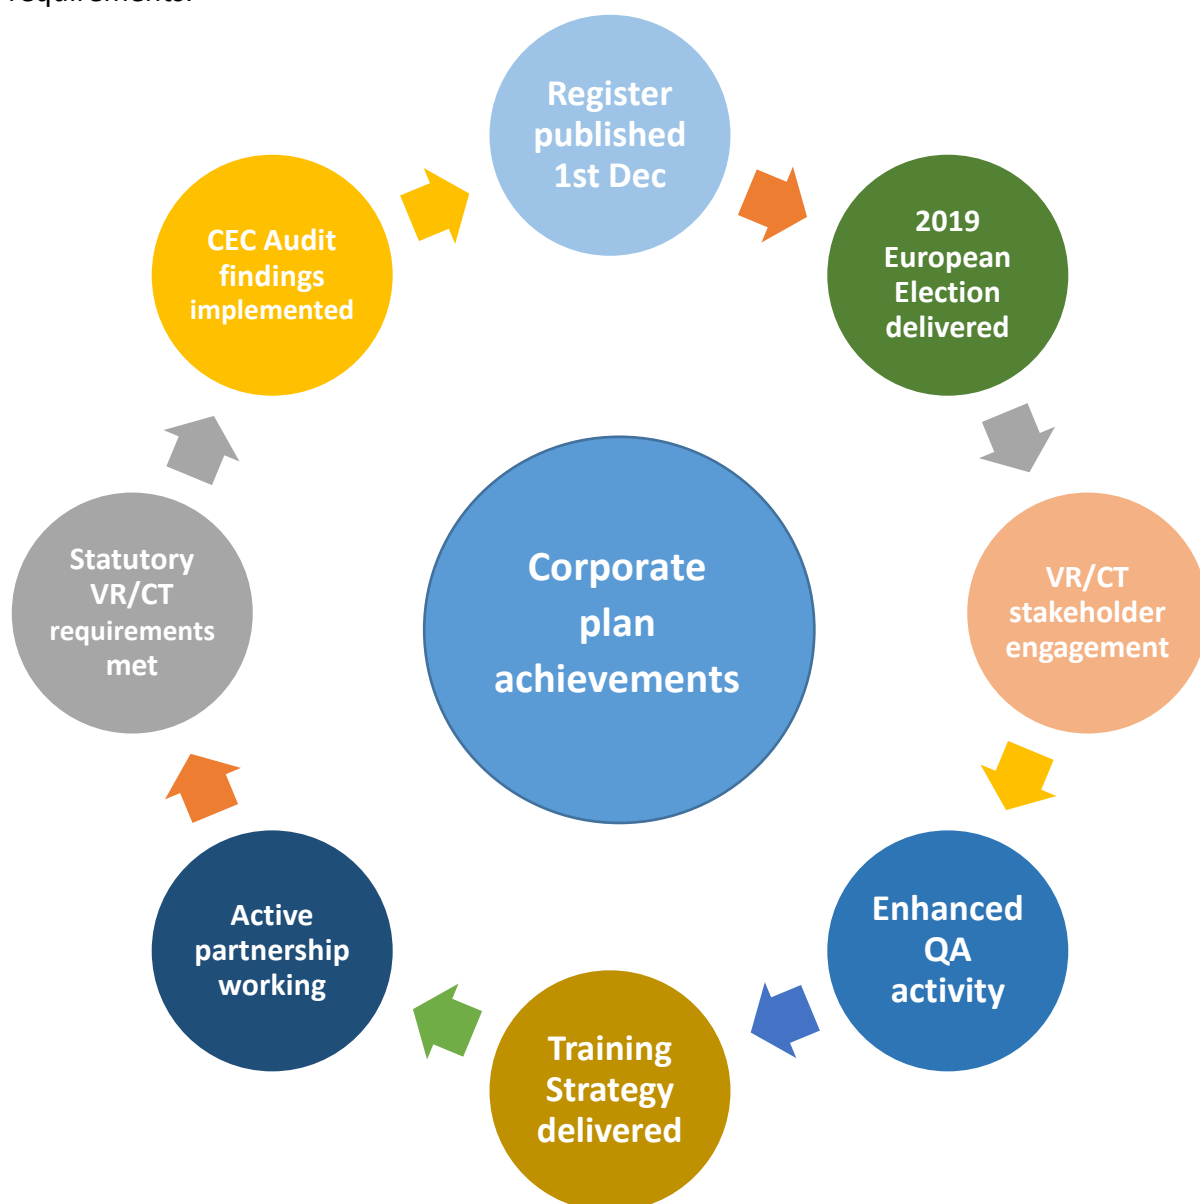 requirements.
Register
published
1st Dec
2019
European
Election
delivered
VR/CT
stakeholder
engagement
Enhanced
QA
activity
Training
Strategy
delivered
Active
partnership
working
Statutory
VR/CT
requirements
met
CEC Audit
findings
implemented
Corporate
plan
achievements